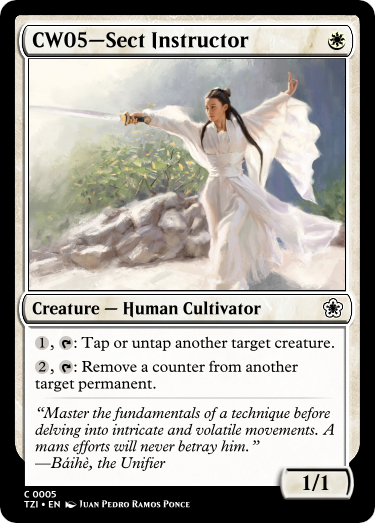 CW05—Sect Instructor
Creature — Human Cultivator
1, : Tap or untap another target creature.
2, : Remove a counter from another
target permanent.
“Master the fundamentals of a technique before
delving into intricate and volatile movements. A
mans efforts will never betray him.”
—Báihè, the Unifier
1/1
C 0005
TZI • EN Juan Pedro Ramos Ponce